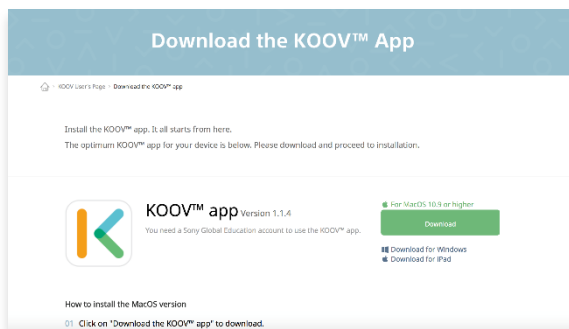 Download the KOOV™ App
KOOV User's Page › Download the KOOV™ app
Install the KOOV™ app. It all starts from here.
The optimum KOOV™ app for your device is below. Please download and proceed to installation.
KOOV™ app Version 1.1.4
For MacOS 10.9 or higher
Download
You need a Sony Global Education account to use the KOOV™ app.
Download for Windows
Download for iPad
How to install the MacOS version
01 Click on "Download the KOOV™ app" to download.